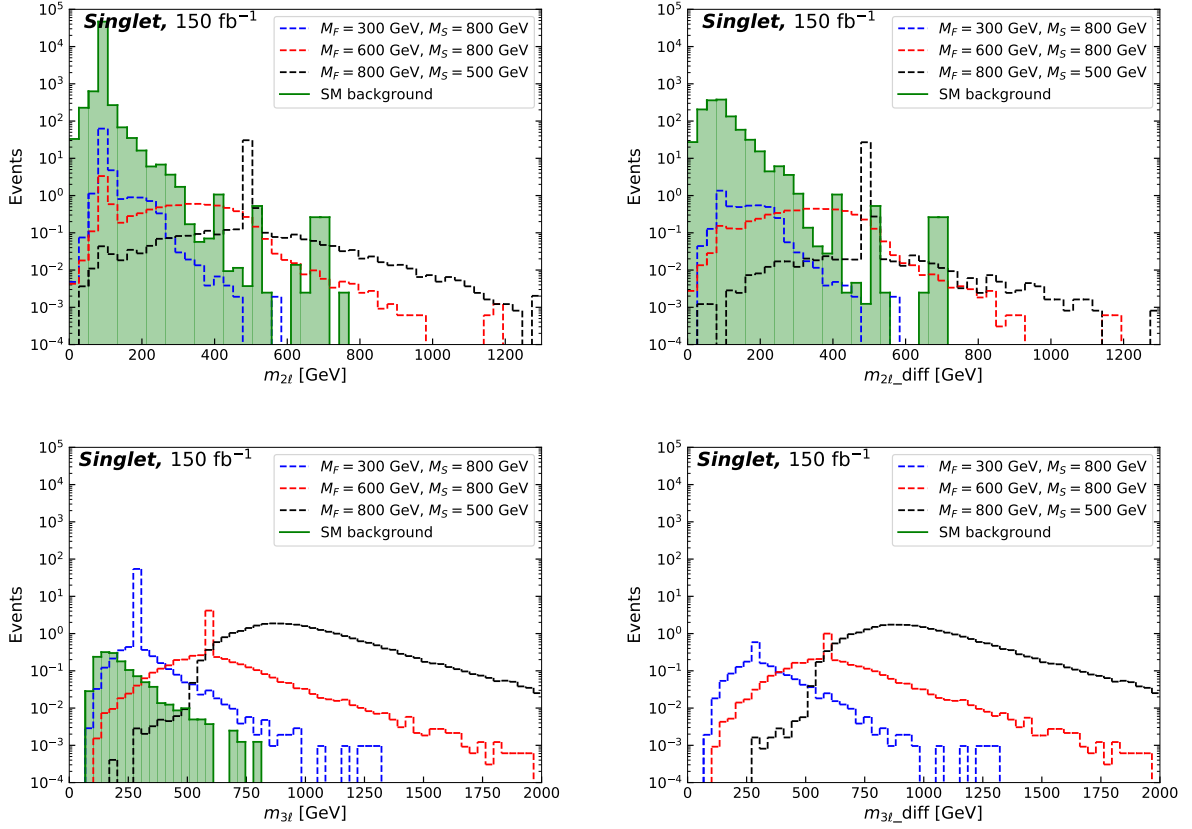 Singlet, 150 fb⁻¹
M_F = 300 GeV, M_S = 800 GeV
M_F = 600 GeV, M_S = 800 GeV
M_F = 800 GeV, M_S = 500 GeV
SM background
Events
10⁵
10⁴
10³
10²
10¹
10⁰
10⁻¹
10⁻²
10⁻³
10⁻⁴
0 200 400 600 800 1000 1200
m_2ℓ [GeV]
Singlet, 150 fb⁻¹
M_F = 300 GeV, M_S = 800 GeV
M_F = 600 GeV, M_S = 800 GeV
M_F = 800 GeV, M_S = 500 GeV
SM background
Events
10⁵
10⁴
10³
10²
10¹
10⁰
10⁻¹
10⁻²
10⁻³
10⁻⁴
0 200 400 600 800 1000 1200
m_2ℓ_diff [GeV]
Singlet, 150 fb⁻¹
M_F = 300 GeV, M_S = 800 GeV
M_F = 600 GeV, M_S = 800 GeV
M_F = 800 GeV, M_S = 500 GeV
SM background
Events
10⁵
10⁴
10³
10²
10¹
10⁰
10⁻¹
10⁻²
10⁻³
10⁻⁴
0 250 500 750 1000 1250 1500 1750 2000
m_3ℓ [GeV]
Singlet, 150 fb⁻¹
M_F = 300 GeV, M_S = 800 GeV
M_F = 600 GeV, M_S = 800 GeV
M_F = 800 GeV, M_S = 500 GeV
SM background
Events
10⁵
10⁴
10³
10²
10¹
10⁰
10⁻¹
10⁻²
10⁻³
10⁻⁴
0 250 500 750 1000 1250 1500 1750 2000
m_3ℓ_diff [GeV]